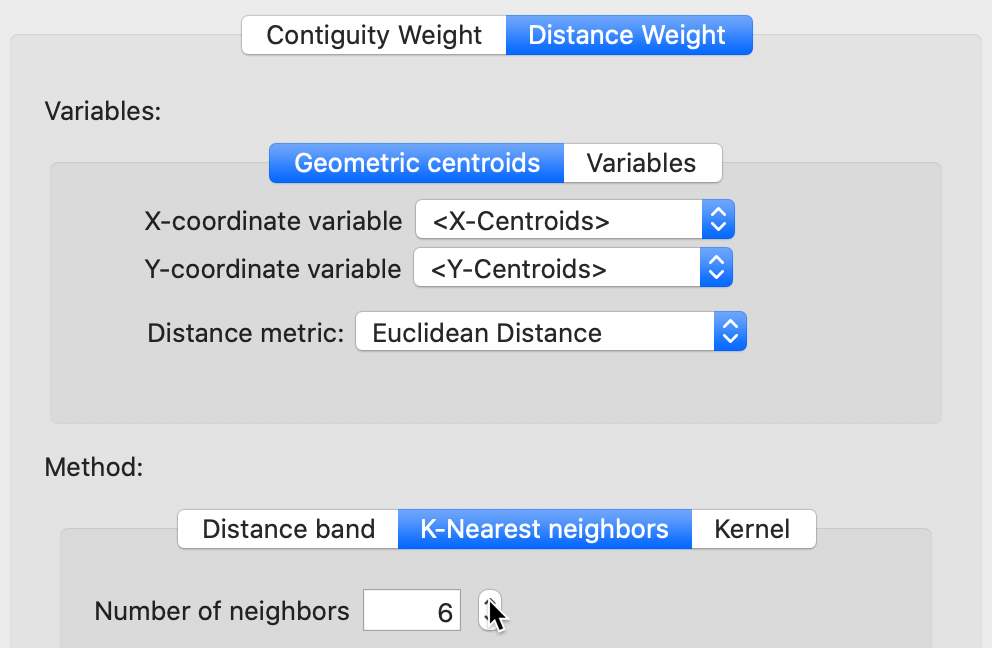 Contiguity Weight Distance Weight
Variables:
Geometric centroids Variables
X-coordinate variable <X-Centroids>
Y-coordinate variable <Y-Centroids>
Distance metric: Euclidean Distance
Method:
Distance band K-Nearest neighbors Kernel
Number of neighbors 6